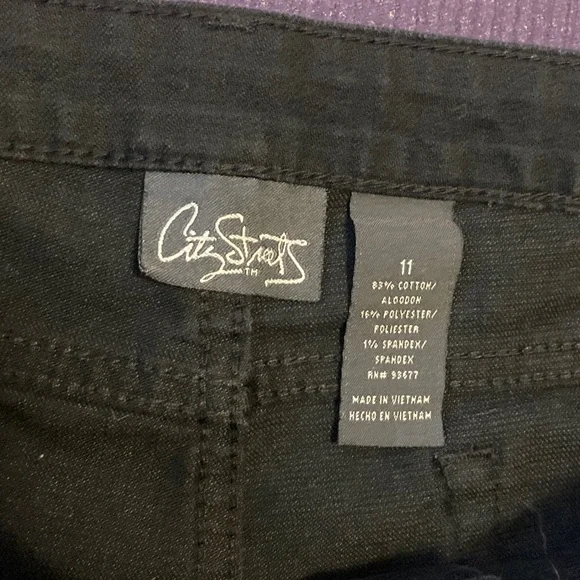 City Streets
TM
11
83% COTTON/
ALGODON
16% POLYESTER/
POLIESTER
1% SPANDEX/
SPANDEX
RN# 93677
MADE IN VIETNAM
HECHO EN VIETNAM